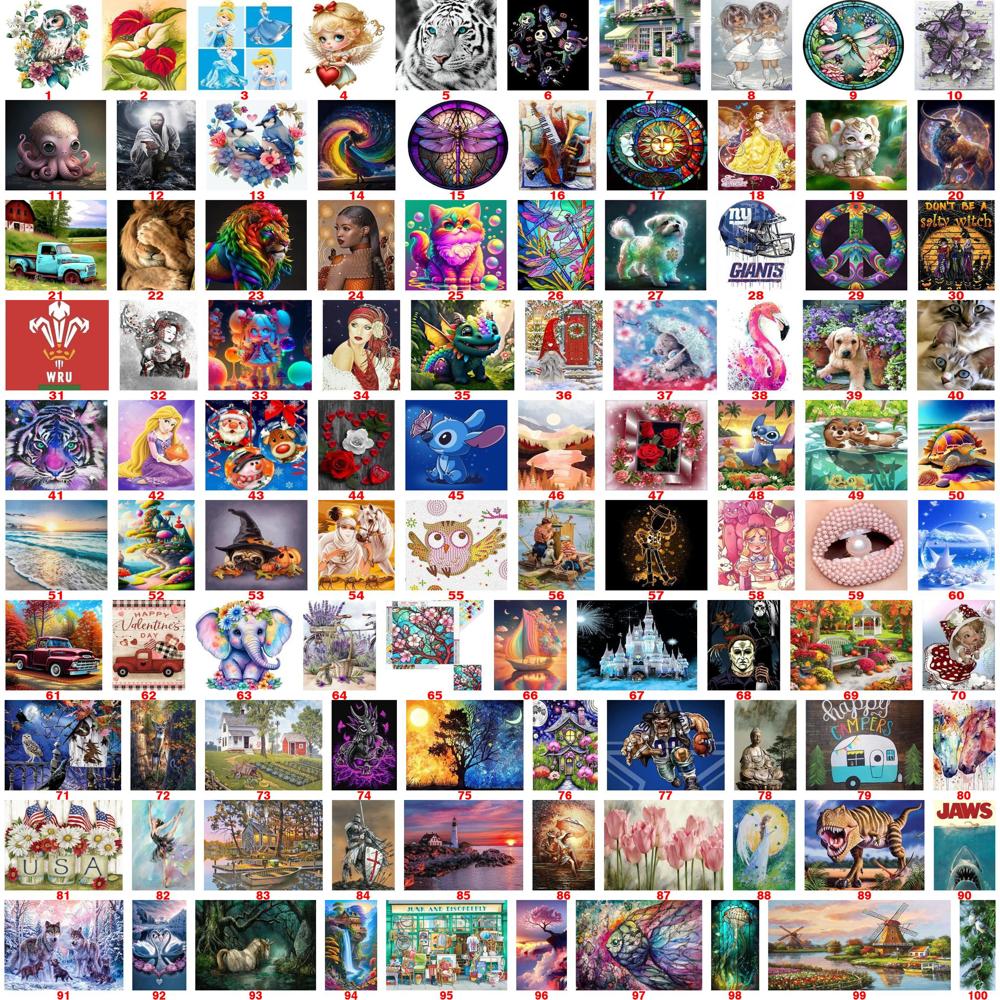 1 2 3 4 5 6 7 8 9 10
11 12 13 14 15 16 17 18 19 20
DON'T BE A
salty witch
ny
GIANTS
21 22 23 24 25 26 27 28 29 30
WRU
31 32 33 34 35 36 37 38 39 40
41 42 43 44 45 46 47 48 49 50
51 52 53 54 55 56 57 58 59 60
HAPPY
Valentine's
DAY
61 62 63 64 65 66 67 68 69 70
happy
CAMPERS
71 72 73 74 75 76 77 78 79 80
JAWS
USA
81 82 83 84 85 86 87 88 89 90
JUNK AND DISORDERLY
91 92 93 94 95 96 97 98 99 100